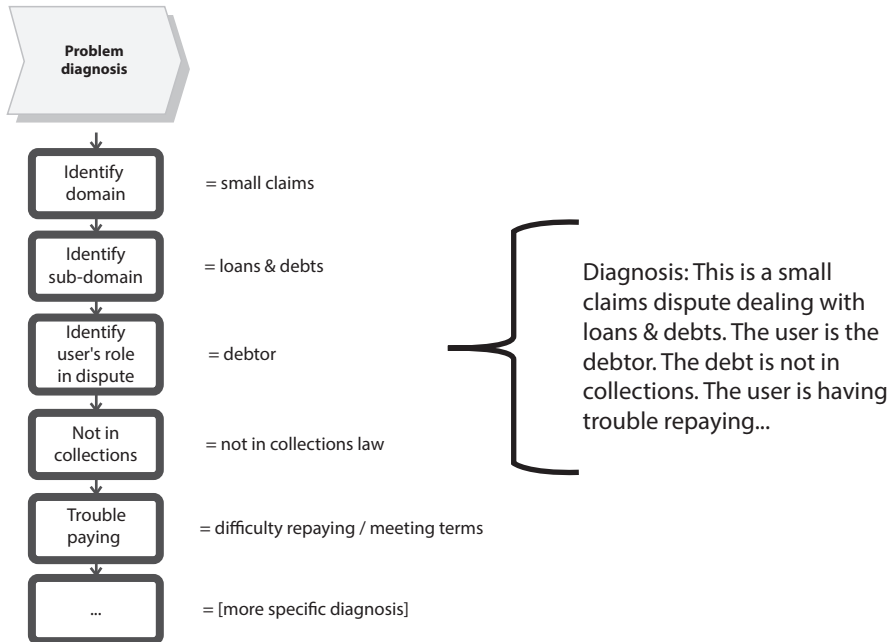 Problem
diagnosis
Identify
domain
= small claims
Identify
sub-domain
= loans & debts
Identify
user's role
in dispute
= debtor
Not in
collections
= not in collections law
Trouble
paying
= difficulty repaying / meeting terms
...
= [more specific diagnosis]
Diagnosis: This is a small
claims dispute dealing with
loans & debts. The user is the
debtor. The debt is not in
collections. The user is having
trouble repaying...